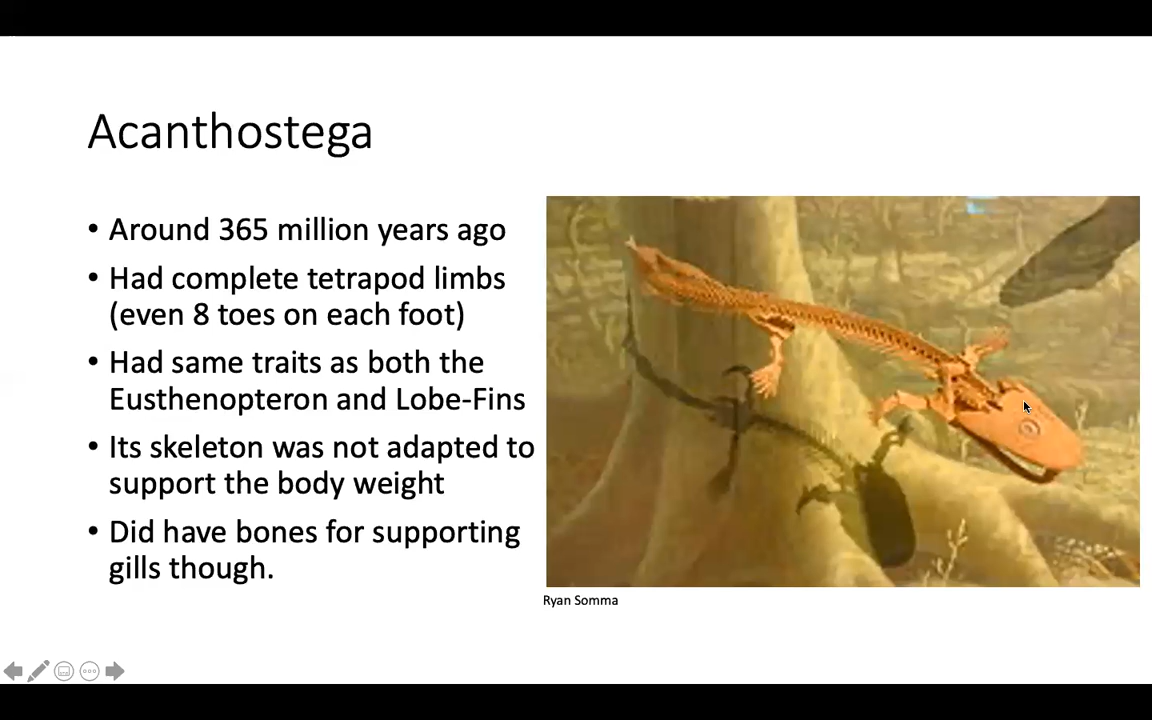 Acanthostega
• Around 365 million years ago
• Had complete tetrapod limbs
(even 8 toes on each foot)
• Had same traits as both the
Eusthenopteron and Lobe-Fins
• Its skeleton was not adapted to
support the body weight
• Did have bones for supporting
gills though.
Ryan Somma